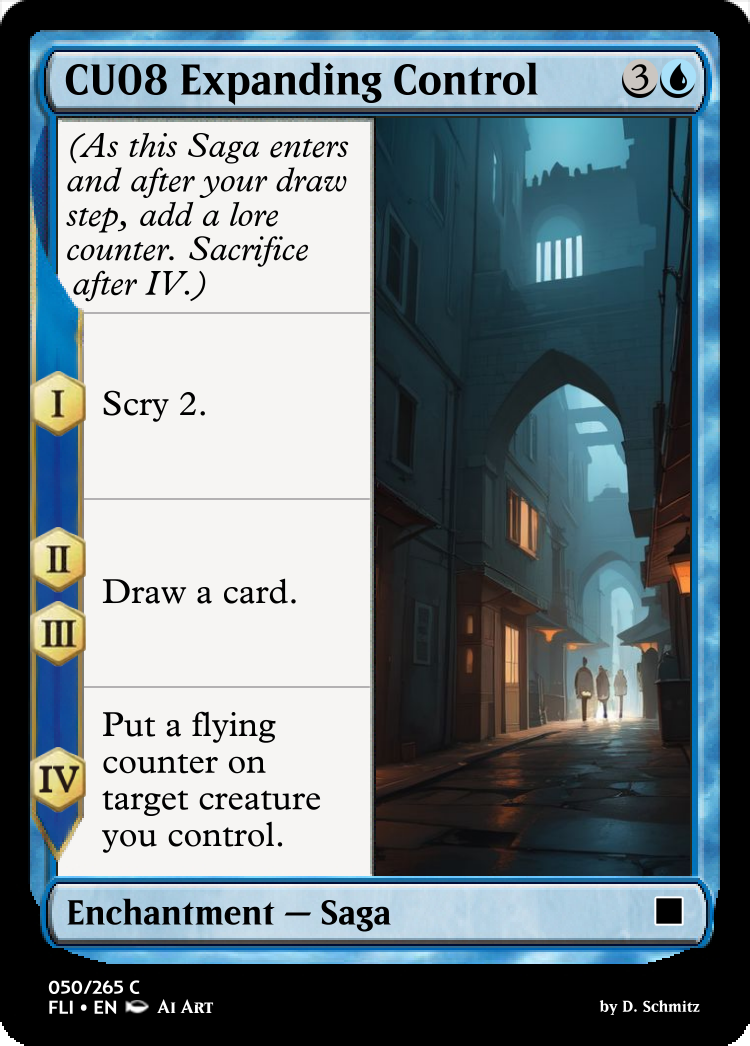 CU08 Expanding Control
3
(As this Saga enters
and after your draw
step, add a lore
counter. Sacrifice
after IV.)
I
Scry 2.
II
III
Draw a card.
IV
Put a flying
counter on
target creature
you control.
Enchantment — Saga
050/265 C
FLI • EN AI ART
by D. Schmitz